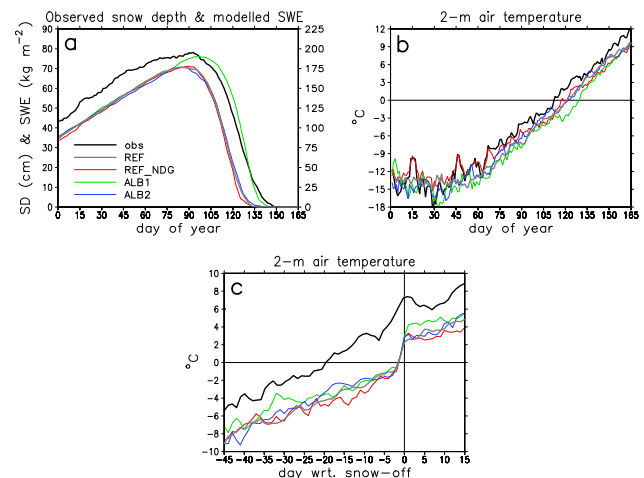 Observed snow depth & modelled SWE
a
SD (cm) & SWE (kg m⁻²)
90 80 70 60 50 40 30 20 10 0
225 200 175 150 125 100 75 50 25 0
obs
REF
REF_NDG
ALB1
ALB2
0 15 30 45 60 75 90 105 120 135 150 165
day of year
2-m air temperature
b
°C
12 9 6 3 0 -3 -6 -9 -12 -15 -18
0 15 30 45 60 75 90 105 120 135 150 165
day of year
2-m air temperature
c
°C
10 8 6 4 2 0 -2 -4 -6 -8 -10
-45 -40 -35 -30 -25 -20 -15 -10 -5 0 5 10 15
day wrt. snow-off